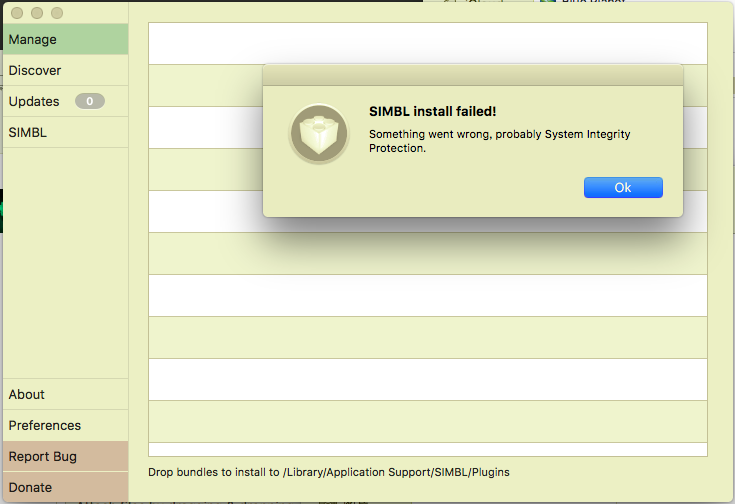 Manage
Discover
Updates 0
SIMBL
SIMBL install failed!
Something went wrong, probably System Integrity
Protection.
Ok
About
Preferences
Report Bug
Donate
Drop bundles to install to /Library/Application Support/SIMBL/Plugins